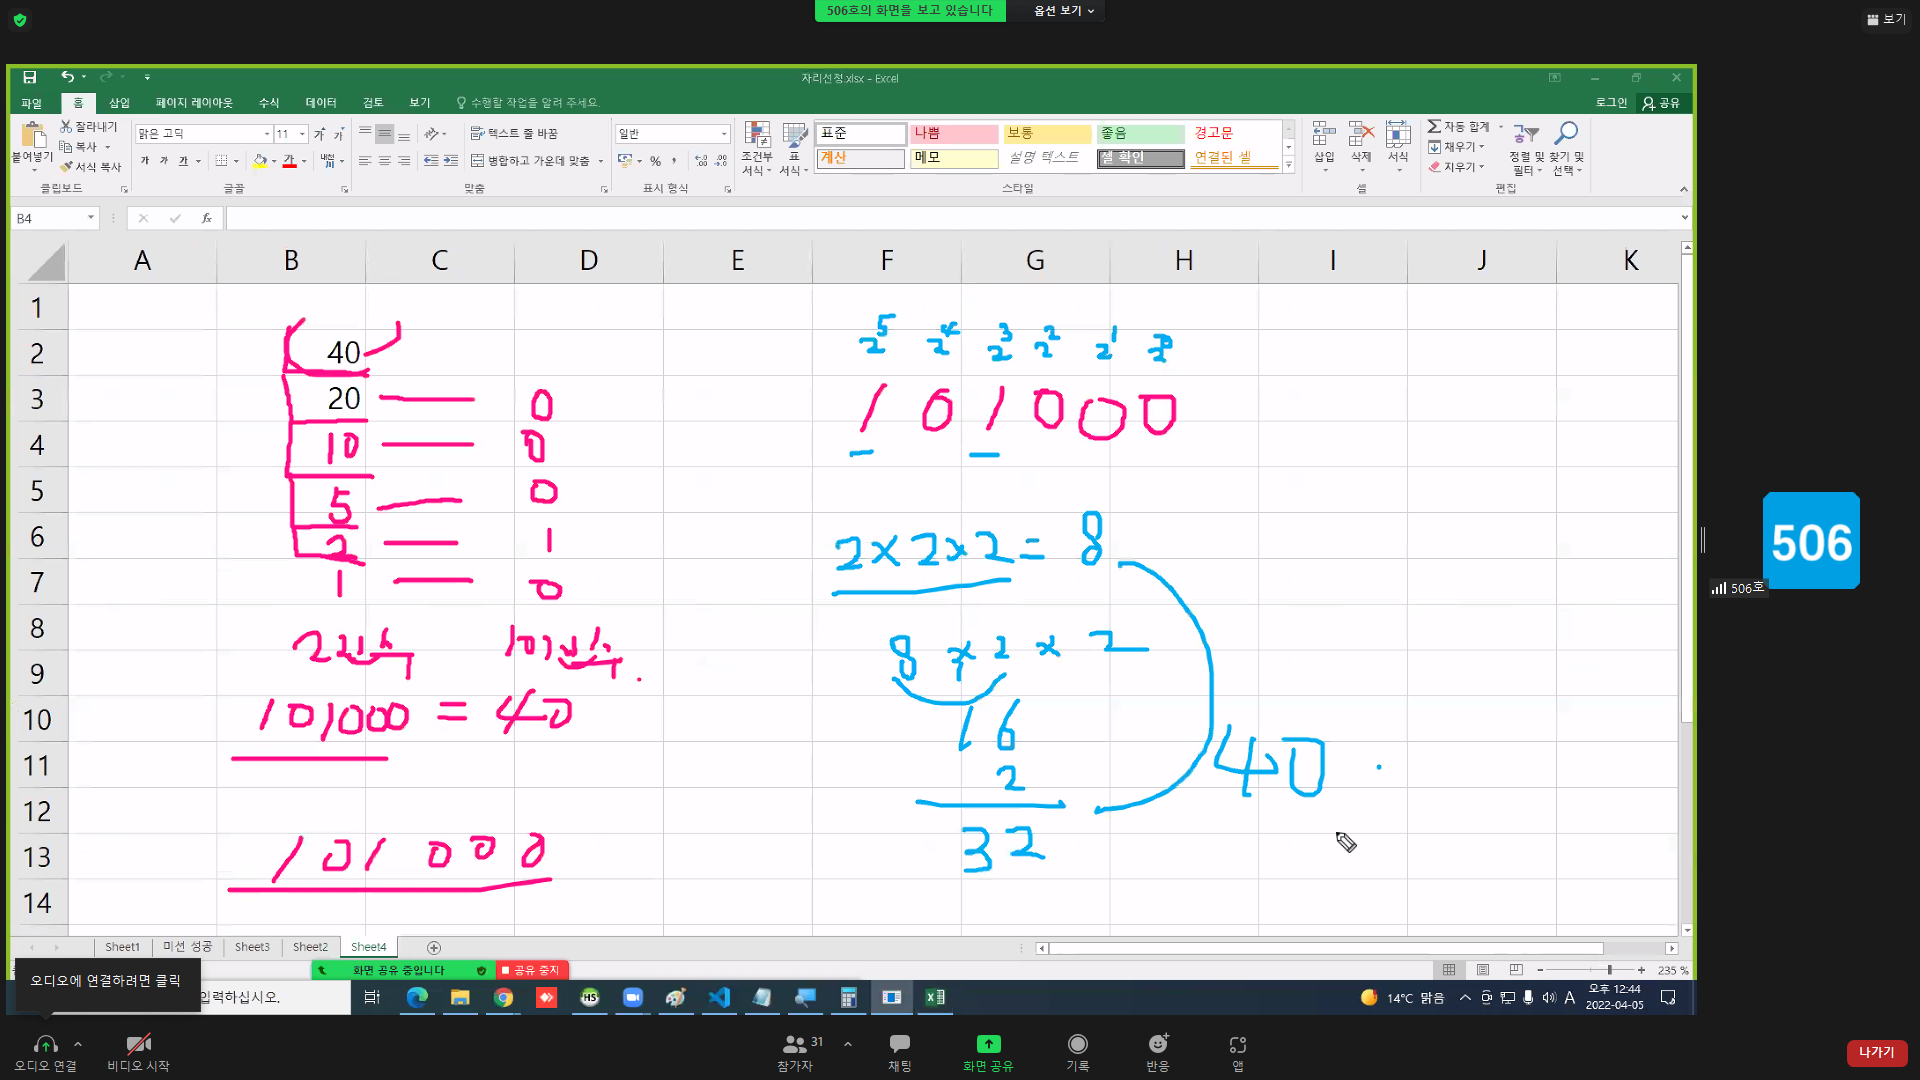 506호의 화면을 보고 있습니다 옵션 보기
보기
자리선정.xlsx - Excel
파일 홈 삽입 페이지 레이아웃 수식 데이터 검토 보기 수행할 작업을 알려 주세요. 로그인 공유
붙여넣기 잘라내기 복사 서식 복사 클립보드
맑은 고딕 11 가 가 가 가 가 가 내천 글꼴
텍스트 줄 바꿈 병합하고 가운데 맞춤 맞춤
일반 % 표시 형식
조건부 서식 표 서식 표준 나쁨 보통 좋음 경고문
계산 메모 설명 텍스트 셀 확인 연결된 셀 스타일
삽입 삭제 서식 셀
자동 합계 채우기 지우기 정렬 및 필터 찾기 및 선택 편집
B4 fx
A B C D E F G H I J K
1
2 40 2^5 2^4 2^3 2^2 2^1 2^0
3 20 0 1 0 1 0 0 0
4 10 0
5 5 0
6 2 1 2×2×2= 8
7 1 0
8 8 × 2 × 2
9
10 101000 = 40 16
11 40
12 2
13 101000 32
14
Sheet1 미션 성공 Sheet3 Sheet2 Sheet4
506
506호
오디오에 연결하려면 클릭
화면 공유 중입니다 공유 중지 235 %
입력하십시오. 14°C 맑음 A 오후 12:44
2022-04-05
오디오 연결 비디오 시작 참가자 31 채팅 화면 공유 기록 반응 앱 나가기